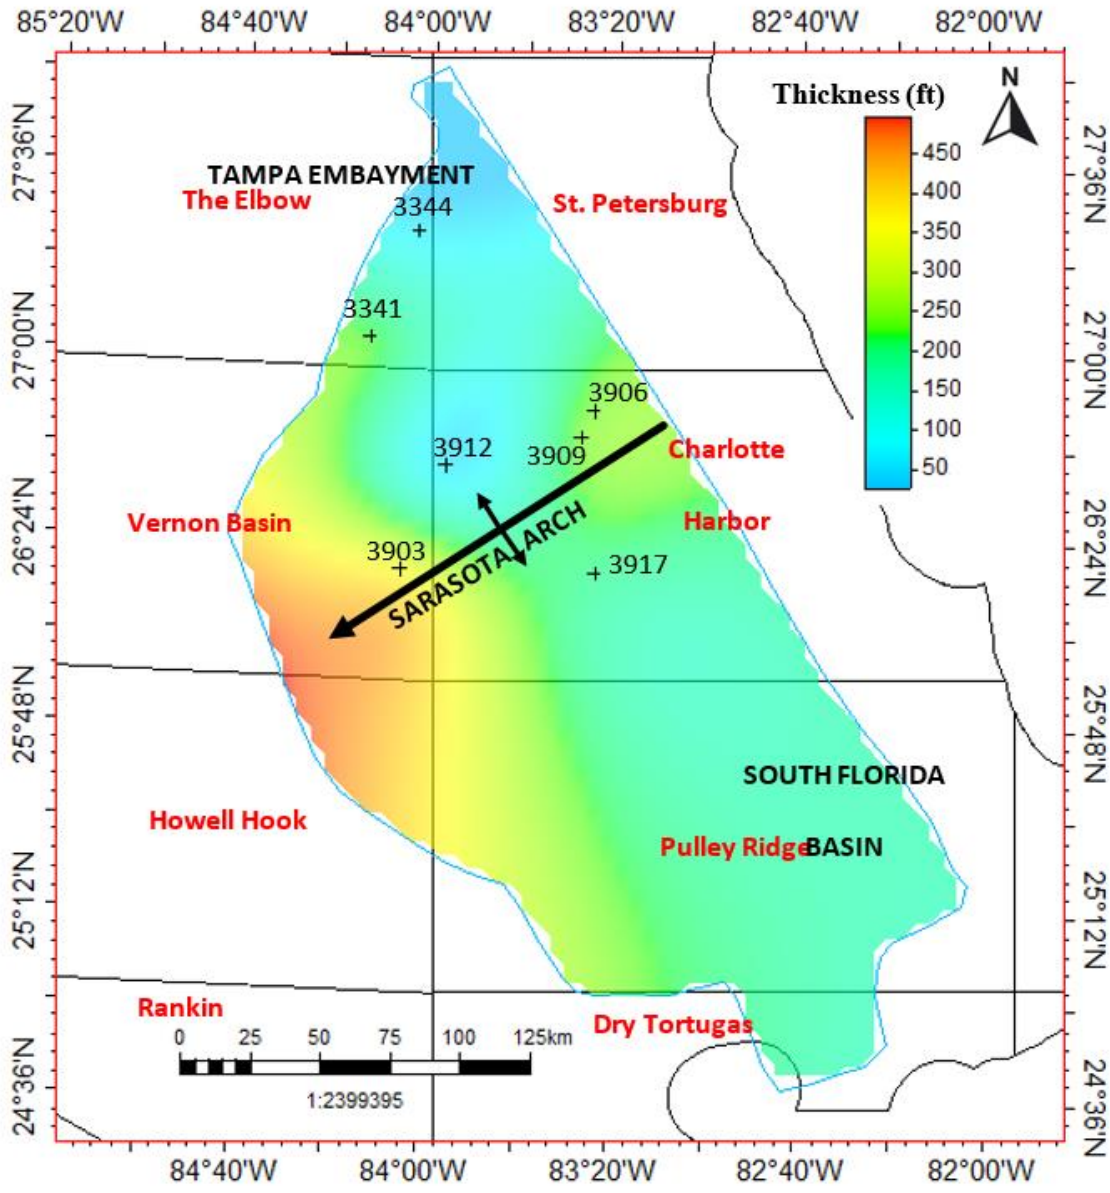 85°20'W 84°40'W 84°00'W 83°20'W 82°40'W 82°00'W
N
Thickness (ft)
450
400
350
300
250
200
150
100
50
27°36'N
27°00'N
26°24'N
25°48'N
25°12'N
24°36'N
27°36'N
27°00'N
26°24'N
25°48'N
25°12'N
24°36'N
TAMPA EMBAYMENT
The Elbow
St. Petersburg
3344
3341
3906
3912
3909
Charlotte
Harbor
Vernon Basin
3903
3917
SARASOTA ARCH
SOUTH FLORIDA
BASIN
Howell Hook
Pulley Ridge
Rankin
Dry Tortugas
0 25 50 75 100 125km
1:2399395
84°40'W 84°00'W 83°20'W 82°40'W 82°00'W